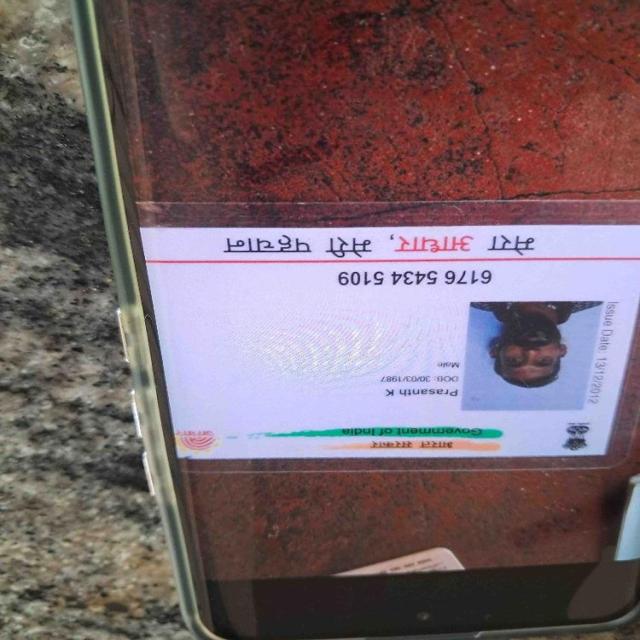 भारत सरकार
Government of India
Issue Date: 13/12/2012
Prasanth K
DOB: 30/03/1987
Male
6176 5434 5109
मेरा आधार, मेरी पहचान